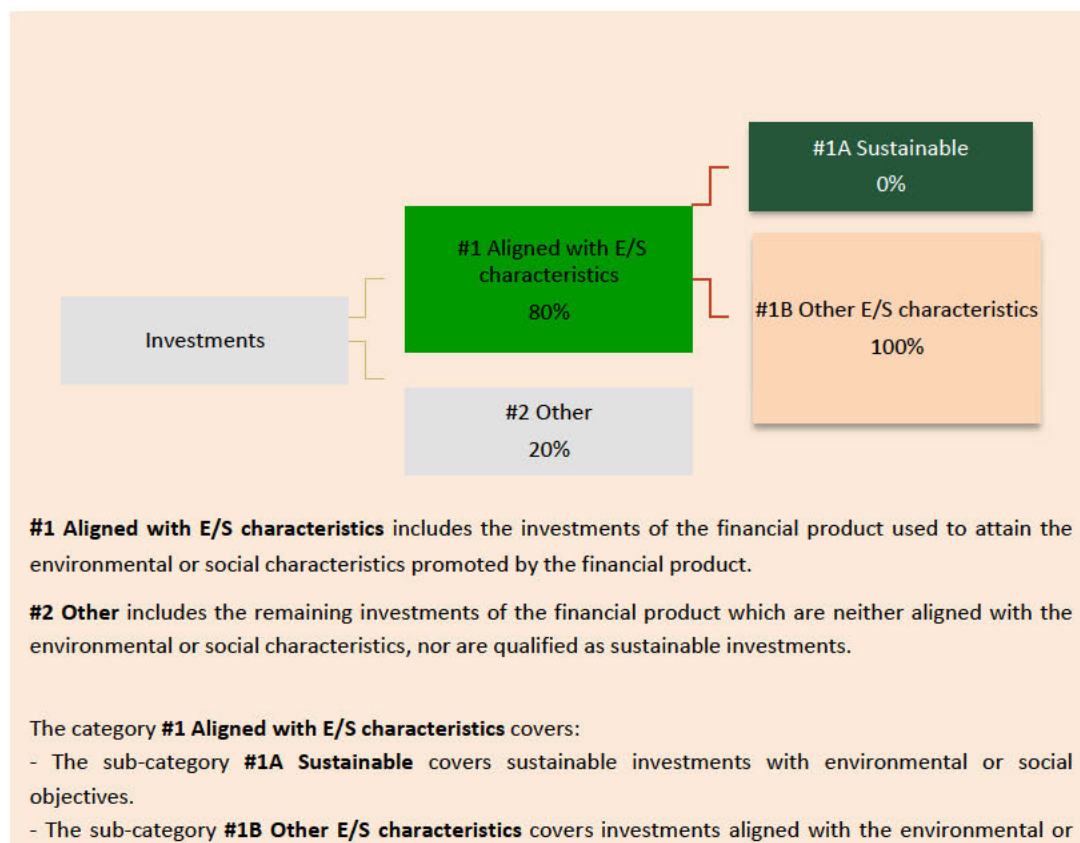 #1A Sustainable
0%
#1 Aligned with E/S
characteristics
80%
#1B Other E/S characteristics
100%
Investments
#2 Other
20%
#1 Aligned with E/S characteristics includes the investments of the financial product used to attain the
environmental or social characteristics promoted by the financial product.
#2 Other includes the remaining investments of the financial product which are neither aligned with the
environmental or social characteristics, nor are qualified as sustainable investments.
The category #1 Aligned with E/S characteristics covers:
- The sub-category #1A Sustainable covers sustainable investments with environmental or social
objectives.
- The sub-category #1B Other E/S characteristics covers investments aligned with the environmental or